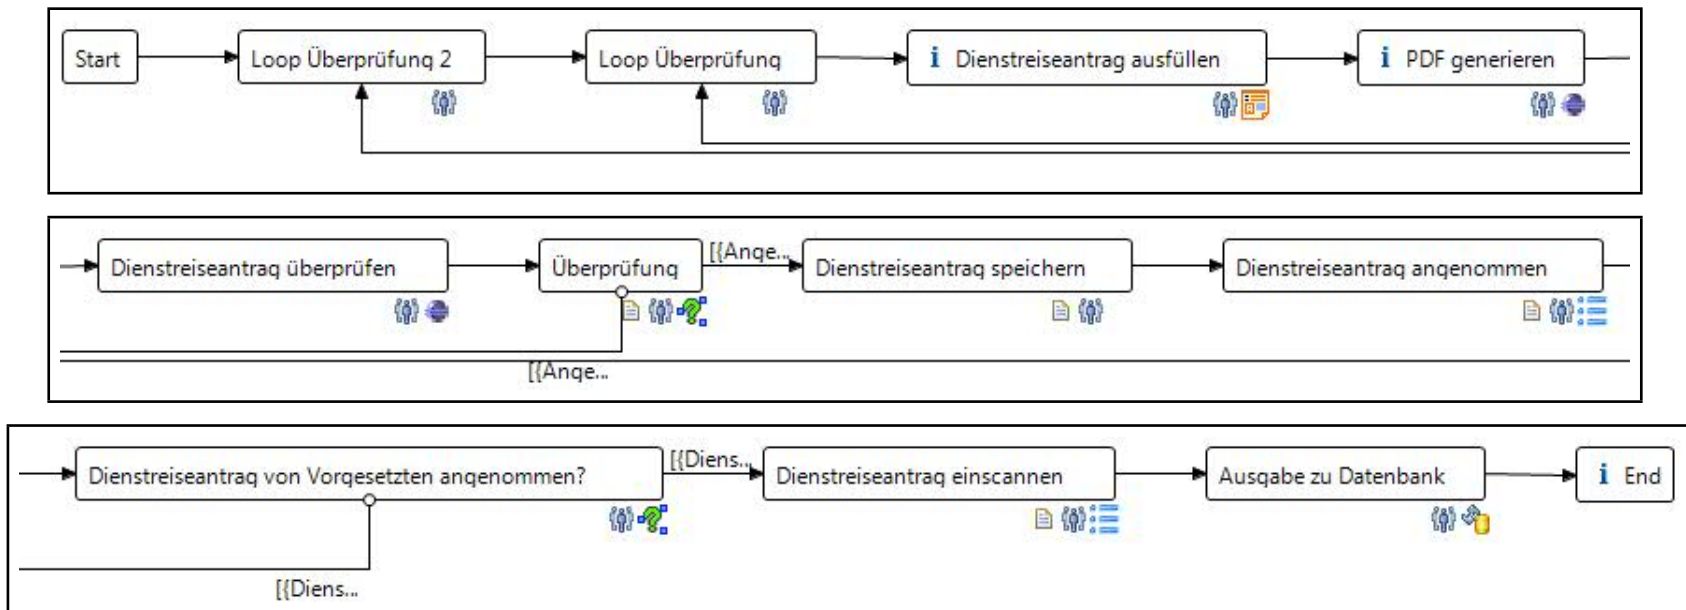 Start
Loop Überprüfung 2
Loop Überprüfung
i Dienstreiseantrag ausfüllen
i PDF generieren
Dienstreiseantrag überprüfen
Überprüfung
[{Ange...
Dienstreiseantrag speichern
Dienstreiseantrag angenommen
[{Ange...
Dienstreiseantrag von Vorgesetzten angenommen?
[{Diens...
Dienstreiseantrag einscannen
Ausgabe zu Datenbank
i End
[{Diens...